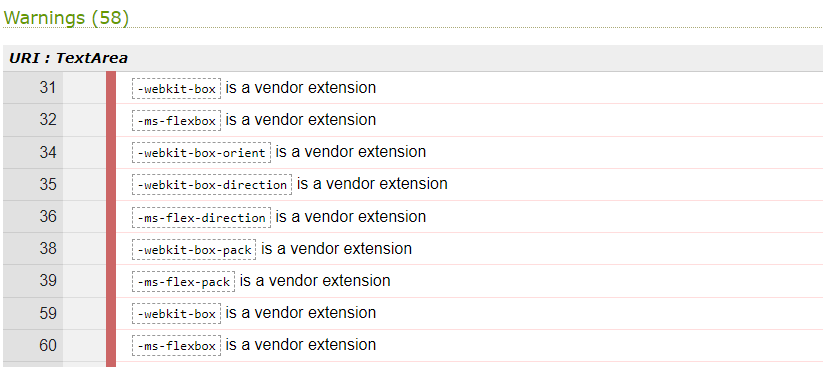 Warnings (58)
URI : TextArea
31 -webkit-box is a vendor extension
32 -ms-flexbox is a vendor extension
34 -webkit-box-orient is a vendor extension
35 -webkit-box-direction is a vendor extension
36 -ms-flex-direction is a vendor extension
38 -webkit-box-pack is a vendor extension
39 -ms-flex-pack is a vendor extension
59 -webkit-box is a vendor extension
60 -ms-flexbox is a vendor extension